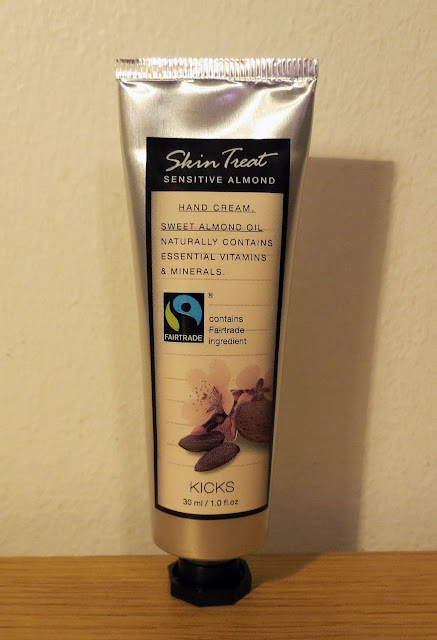 Skin Treat
SENSITIVE ALMOND
HAND CREAM.
SWEET ALMOND OIL
NATURALLY CONTAINS
ESSENTIAL VITAMINS
& MINERALS.
®
FAIRTRADE
contains
Fairtrade
ingredient
KICKS
30 ml / 1.0 fl.oz